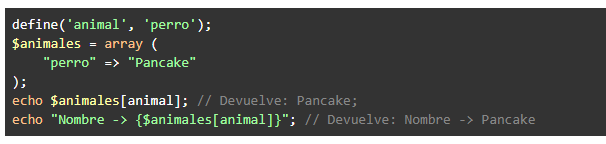 define('animal', 'perro');
$animales = array (
    "perro" => "Pancake"
);
echo $animales[animal]; // Devuelve: Pancake;
echo "Nombre -> {$animales[animal]}"; // Devuelve: Nombre -> Pancake